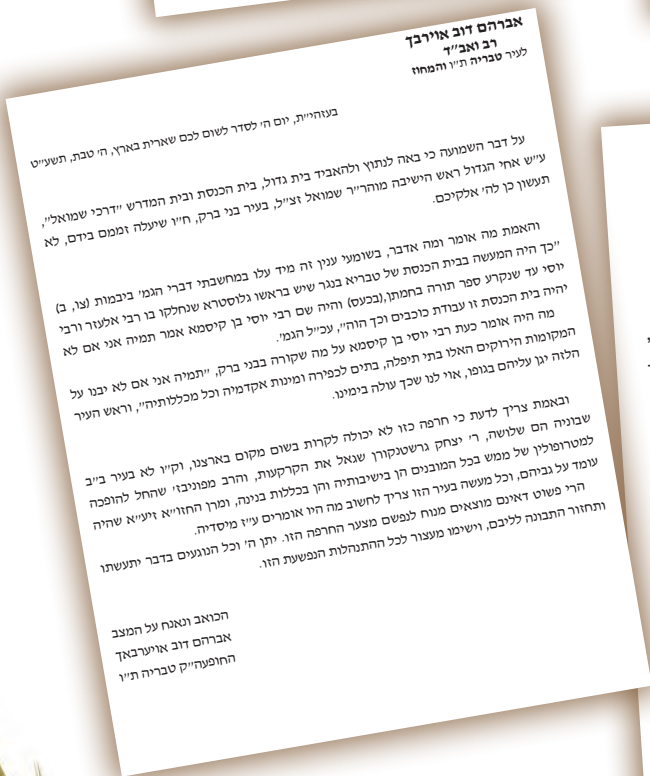 אברהם דוב אוירבך
רב ואב״ד
לעיר טבריה ת״ו והמחוז
בעזהי״ת, יום ה׳ לסדר לשום לכם שארית בארץ, ה׳ טבת, תשע״ט
על דבר השמועה כי באה לנתוץ ולהאביד בית גדול, בית הכנסת ובית המדרש ״דרכי שמואל״,
ע״ש אחי הגדול ראש הישיבה מוהר״ר שמואל זצ״ל, בעיר בני ברק, ח״ו שיעלה זממם בידם, לא
תעשון כן לה׳ אלקיכם.
והאמת מה אומר ומה אדבר, בשומעי ענין זה מיד עלו במחשבתי דברי הגמ׳ ביבמות (צו, ב)
״כך היה המעשה בבית הכנסת של טבריא בנגר שיש בראשו גלוסטרא שנחלקו בו רבי אלעזר ורבי
יוסי עד שנקרע ספר תורה בחמתן,(בכעס) והיה שם רבי יוסי בן קיסמא אמר תמיה אני אם לא
יהיה בית הכנסת זו עבודת כוכבים וכך הוה״, עכ״ל הגמ׳.
מה היה אומר כעת רבי יוסי בן קיסמא על מה שקורה בבני ברק, ״תמיה אני אם לא יבנו על
המקומות הירוקים האלו בתי תיפלה, בתים לכפירה ומינות אקדמיה וכל מכללותיה״, וראש העיר
הלזה יגן עליהם בגופו, אוי לנו שכך עולה בימינו.
ובאמת צריך לדעת כי חרפה כזו לא יכולה לקרות בשום מקום בארצנו, וק״ו לא בעיר ב״ב
שבוניה הם שלושה, ר׳ יצחק גרשטנקורן שגאל את הקרקעות, והרב מפוניבז׳ שהחל להופכה
למטרופולין של ממש בכל המובנים הן בישיבותיה והן בכללות בנינה, ומרן החזו״א זיע״א שהיה
עומד על גביהם, וכל מעשה בעיר הזו צריך לחשוב מה היו אומרים ע״ז מיסדיה.
הרי פשוט דאינם מוצאים מנוח לנפשם מצער החרפה הזו. יתן ה׳ וכל הנוגעים בדבר יתעשתו
ותחזור התבונה לליבם, וישימו מעצור לכל ההתנהלות הנפשעת הזו.
הכואב ונאנח על המצב
אברהם דוב אויערבאך
החופעה״ק טבריה ת״ו